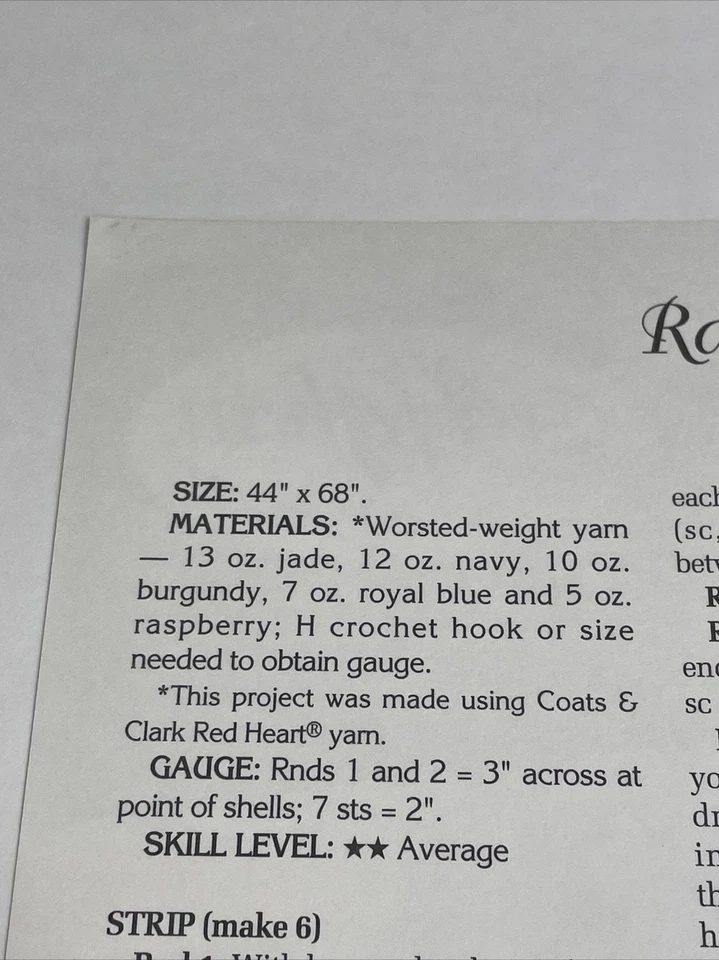 SIZE: 44" x 68".
MATERIALS: *Worsted-weight yarn
— 13 oz. jade, 12 oz. navy, 10 oz.
burgundy, 7 oz. royal blue and 5 oz.
raspberry; H crochet hook or size
needed to obtain gauge.
*This project was made using Coats &
Clark Red Heart® yarn.
GAUGE: Rnds 1 and 2 = 3" across at
point of shells; 7 sts = 2".
SKILL LEVEL: ★★ Average
STRIP (make 6)
each
(sc,
sc